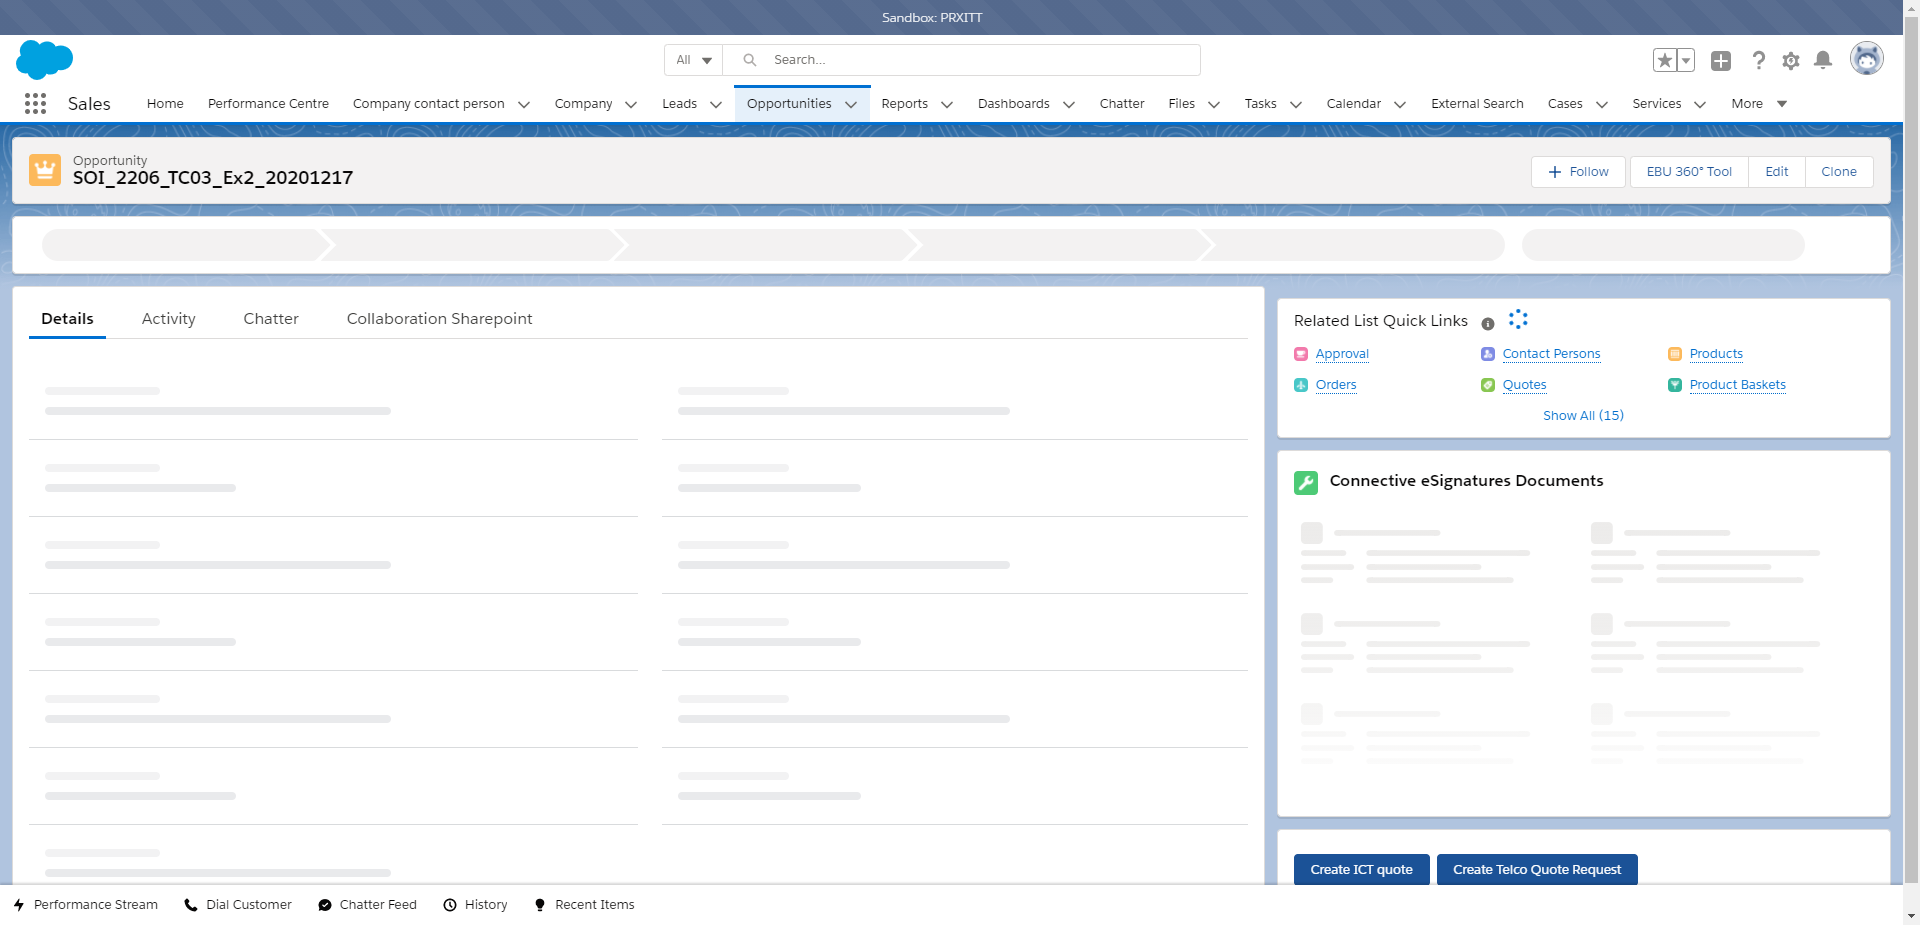 Sandbox: PRXITT
All
Search...
Sales
Home
Performance Centre
Company contact person
Company
Leads
Opportunities
Reports
Dashboards
Chatter
Files
Tasks
Calendar
External Search
Cases
Services
More
Opportunity
SOI_2206_TC03_Ex2_20201217
Follow
EBU 360° Tool
Edit
Clone
Details
Activity
Chatter
Collaboration Sharepoint
Related List Quick Links
Approval
Contact Persons
Products
Orders
Quotes
Product Baskets
Show All (15)
Connective eSignatures Documents
Create ICT quote
Create Telco Quote Request
Performance Stream
Dial Customer
Chatter Feed
History
Recent Items